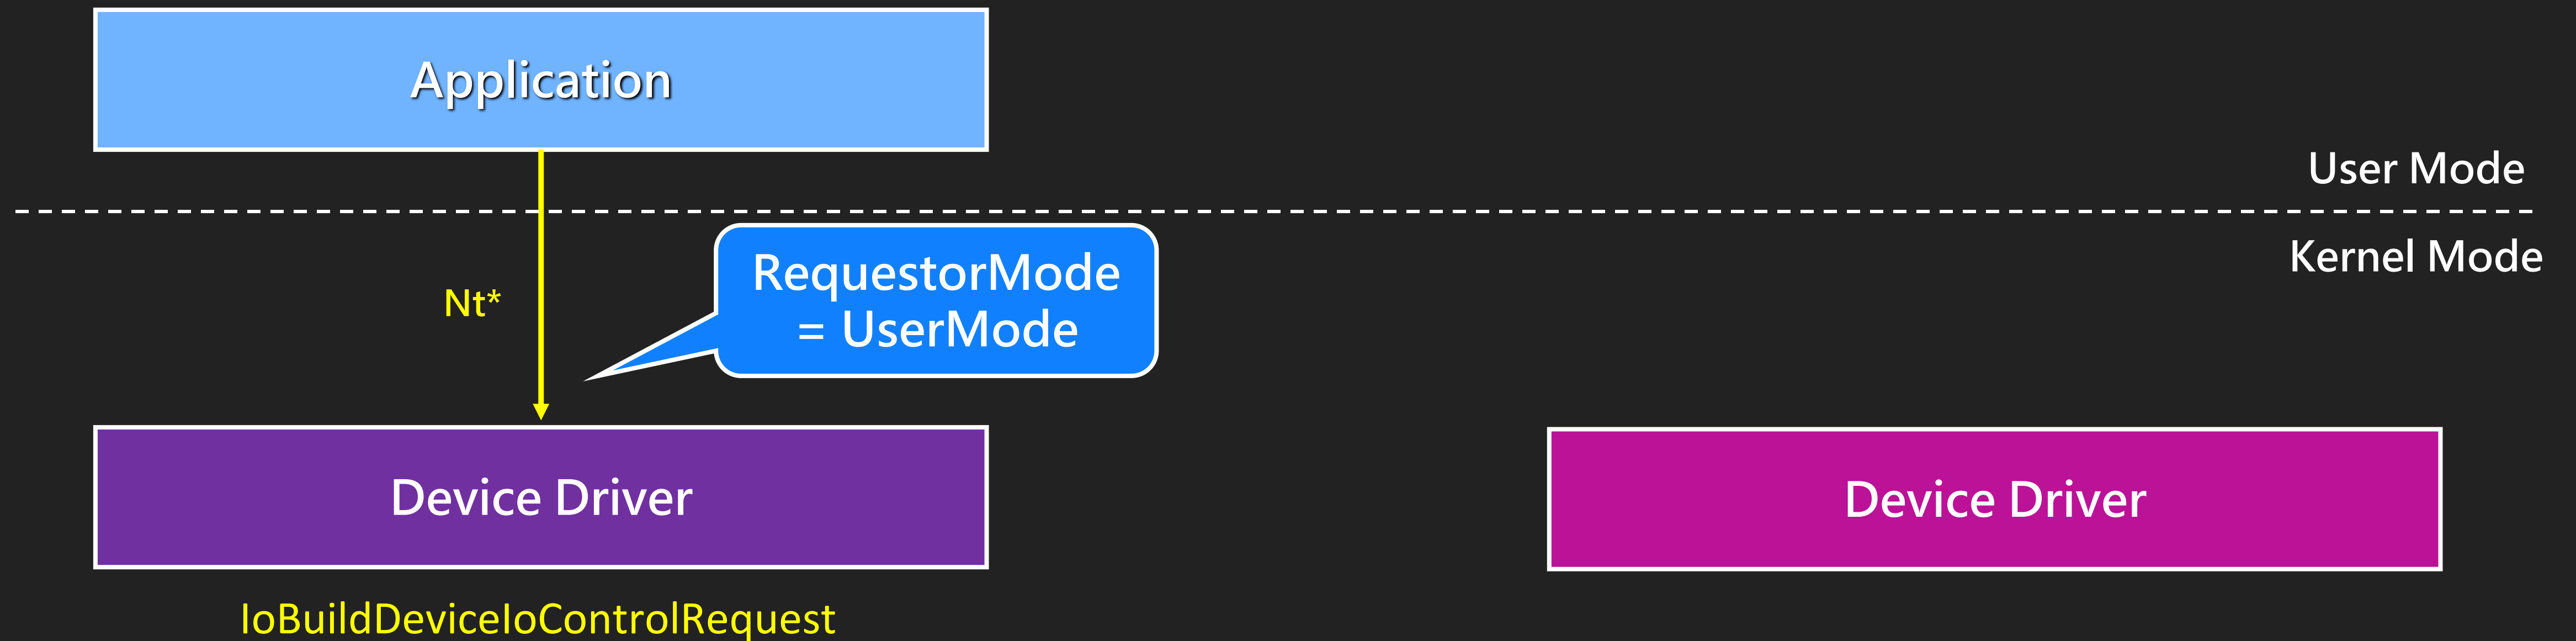 Application
User Mode
Kernel Mode
RequestorMode
= UserMode
Nt*
Device Driver
Device Driver
IoBuildDeviceIoControlRequest